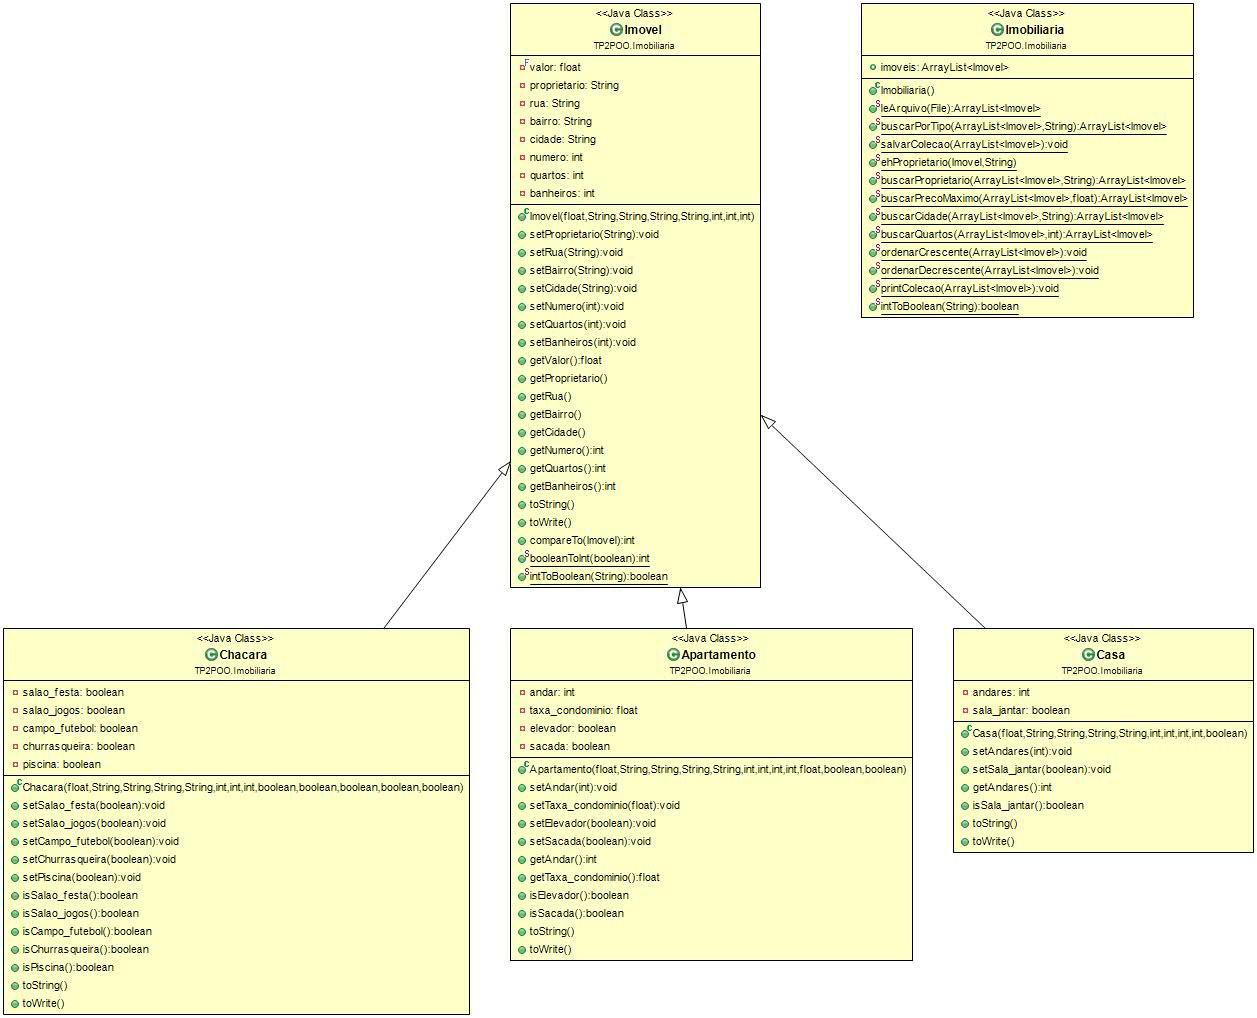 <<Java Class>>
Imovel
TP2POO.Imobiliaria
valor: float
proprietario: String
rua: String
bairro: String
cidade: String
numero: int
quartos: int
banheiros: int
Imovel(float,String,String,String,String,int,int,int)
setProprietario(String):void
setRua(String):void
setBairro(String):void
setCidade(String):void
setNumero(int):void
setQuartos(int):void
setBanheiros(int):void
getValor():float
getProprietario()
getRua()
getBairro()
getCidade()
getNumero():int
getQuartos():int
getBanheiros():int
toString()
toWrite()
compareTo(Imovel):int
booleanToInt(boolean):int
intToBoolean(String):boolean
<<Java Class>>
Imobiliaria
TP2POO.Imobiliaria
imoveis: ArrayList<Imovel>
Imobiliaria()
leArquivo(File):ArrayList<Imovel>
buscarPorTipo(ArrayList<Imovel>,String):ArrayList<Imovel>
salvarColecao(ArrayList<Imovel>):void
ehProprietario(Imovel,String)
buscarProprietario(ArrayList<Imovel>,String):ArrayList<Imovel>
buscarPrecoMaximo(ArrayList<Imovel>,float):ArrayList<Imovel>
buscarCidade(ArrayList<Imovel>,String):ArrayList<Imovel>
buscarQuartos(ArrayList<Imovel>,int):ArrayList<Imovel>
ordenarCrescente(ArrayList<Imovel>):void
ordenarDecrescente(ArrayList<Imovel>):void
printColecao(ArrayList<Imovel>):void
intToBoolean(String):boolean
<<Java Class>>
Chacara
TP2POO.Imobiliaria
salao_festa: boolean
salao_jogos: boolean
campo_futebol: boolean
churrasqueira: boolean
piscina: boolean
Chacara(float,String,String,String,String,int,int,int,boolean,boolean,boolean,boolean,boolean)
setSalao_festa(boolean):void
setSalao_jogos(boolean):void
setCampo_futebol(boolean):void
setChurrasqueira(boolean):void
setPiscina(boolean):void
isSalao_festa():boolean
isSalao_jogos():boolean
isCampo_futebol():boolean
isChurrasqueira():boolean
isPiscina():boolean
toString()
toWrite()
<<Java Class>>
Apartamento
TP2POO.Imobiliaria
andar: int
taxa_condominio: float
elevador: boolean
sacada: boolean
Apartamento(float,String,String,String,String,int,int,int,int,float,boolean,boolean)
setAndar(int):void
setTaxa_condominio(float):void
setElevador(boolean):void
setSacada(boolean):void
getAndar():int
getTaxa_condominio():float
isElevador():boolean
isSacada():boolean
toString()
toWrite()
<<Java Class>>
Casa
TP2POO.Imobiliaria
andares: int
sala_jantar: boolean
Casa(float,String,String,String,String,int,int,int,int,boolean)
setAndares(int):void
setSala_jantar(boolean):void
getAndares():int
isSala_jantar():boolean
toString()
toWrite()